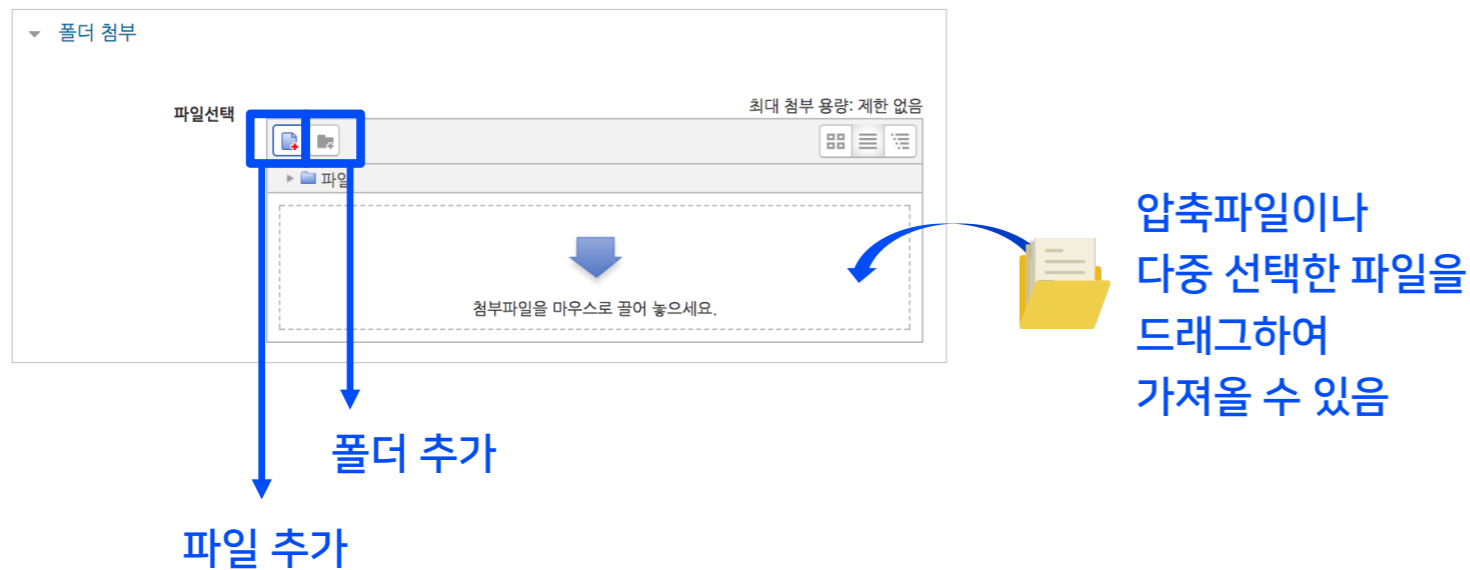 폴더 첨부
파일선택
최대 첨부 용량: 제한 없음
파일
첨부파일을 마우스로 끌어 놓으세요.
압축파일이나
다중 선택한 파일을
드래그하여
가져올 수 있음
폴더 추가
파일 추가